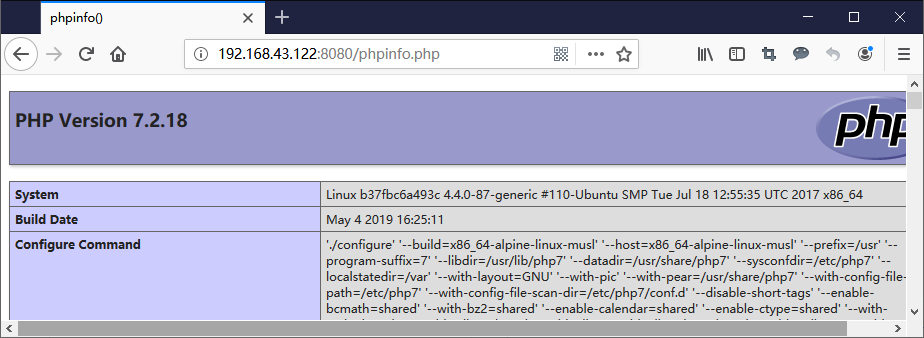 phpinfo()
192.168.43.122:8080/phpinfo.php
PHP Version 7.2.18
php
System Linux b37fbc6a493c 4.4.0-87-generic #110-Ubuntu SMP Tue Jul 18 12:55:35 UTC 2017 x86_64
Build Date May 4 2019 16:25:11
Configure Command './configure' '--build=x86_64-alpine-linux-musl' '--host=x86_64-alpine-linux-musl' '--prefix=/usr' '--
program-suffix=7' '--libdir=/usr/lib/php7' '--datadir=/usr/share/php7' '--sysconfdir=/etc/php7' '--
localstatedir=/var' '--with-layout=GNU' '--with-pic' '--with-pear=/usr/share/php7' '--with-config-file-
path=/etc/php7' '--with-config-file-scan-dir=/etc/php7/conf.d' '--disable-short-tags' '--enable-
bcmath=shared' '--with-bz2=shared' '--enable-calendar=shared' '--enable-ctype=shared' '--with-